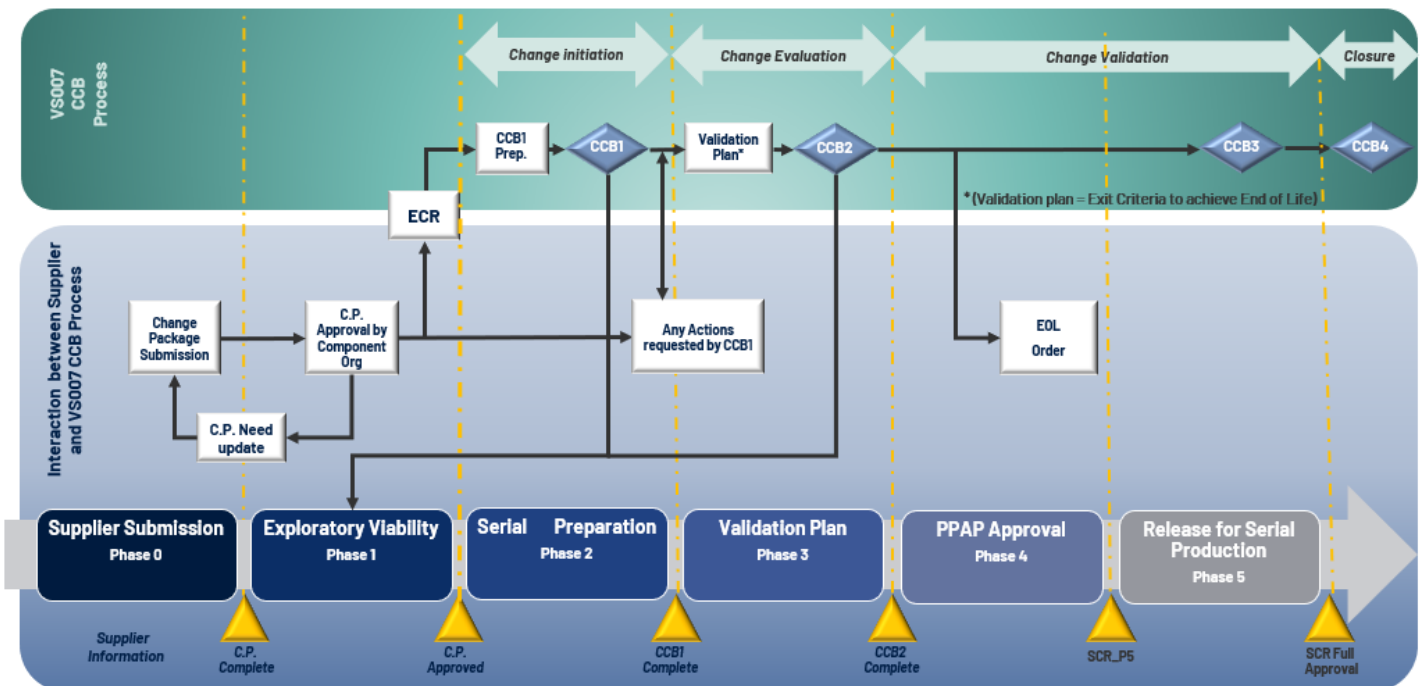 VS007
CCB
Process
Change initiation
Change Evaluation
Change Validation
Closure
CCB1
Prep.
CCB1
Validation
Plan*
CCB2
CCB3
CCB4
*(Validation plan = Exit Criteria to achieve End of Life)
ECR
Interaction between Supplier
and VS007 CCB Process
Change
Package
Submission
C.P.
Approval by
Component
Org
Any Actions
requested by CCB1
EOL
Order
C.P. Need
update
Supplier Submission
Phase 0
Exploratory Viability
Phase 1
Serial Preparation
Phase 2
Validation Plan
Phase 3
PPAP Approval
Phase 4
Release for Serial
Production
Phase 5
Supplier
Information
C.P.
Complete
C.P.
Approved
CCB1
Complete
CCB2
Complete
SCR_P5
SCR Full
Approval